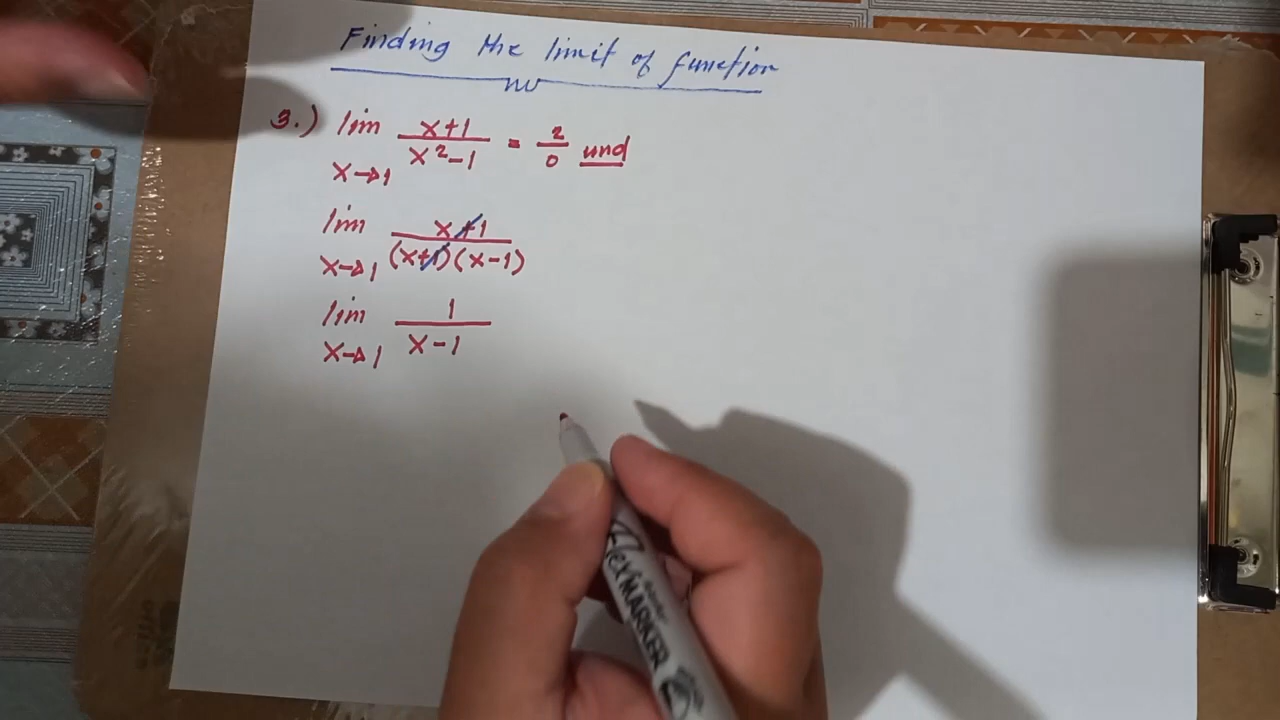 Finding the limit of function
3.) lim x→1 x+1 / x²-1 = 2/0 und
lim x→1 x+1 / (x+1)(x-1)
lim x→1 1 / x-1
FlexMARKER